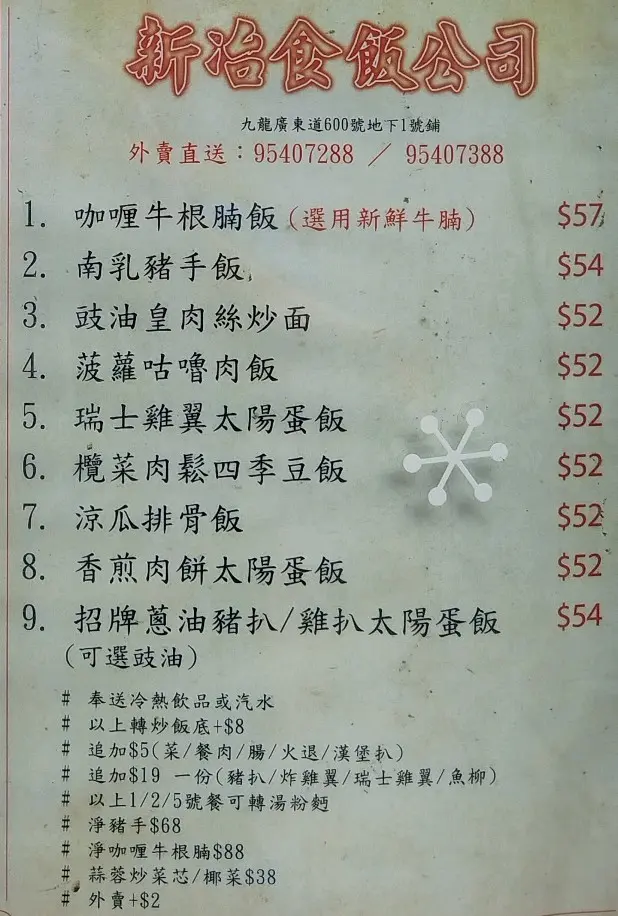 新冶食飯公司
九龍廣東道600號地下1號鋪
外賣直送：95407288 ／ 95407388
1. 咖喱牛根腩飯（選用新鮮牛腩） $57
2. 南乳豬手飯 $54
3. 豉油皇肉絲炒面 $52
4. 菠蘿咕嚕肉飯 $52
5. 瑞士雞翼太陽蛋飯 $52
6. 欖菜肉鬆四季豆飯 $52
7. 涼瓜排骨飯 $52
8. 香煎肉餅太陽蛋飯 $52
9. 招牌蔥油豬扒/雞扒太陽蛋飯 $54
(可選豉油)
# 奉送冷熱飲品或汽水
# 以上轉炒飯底+$8
# 追加$5(菜/餐肉/腸/火退/漢堡扒)
# 追加$19 一份(豬扒/炸雞翼/瑞士雞翼/魚柳)
# 以上1/2/5號餐可轉湯粉麵
# 淨豬手$68
# 淨咖喱牛根腩$88
# 蒜蓉炒菜芯/椰菜$38
# 外賣+$2